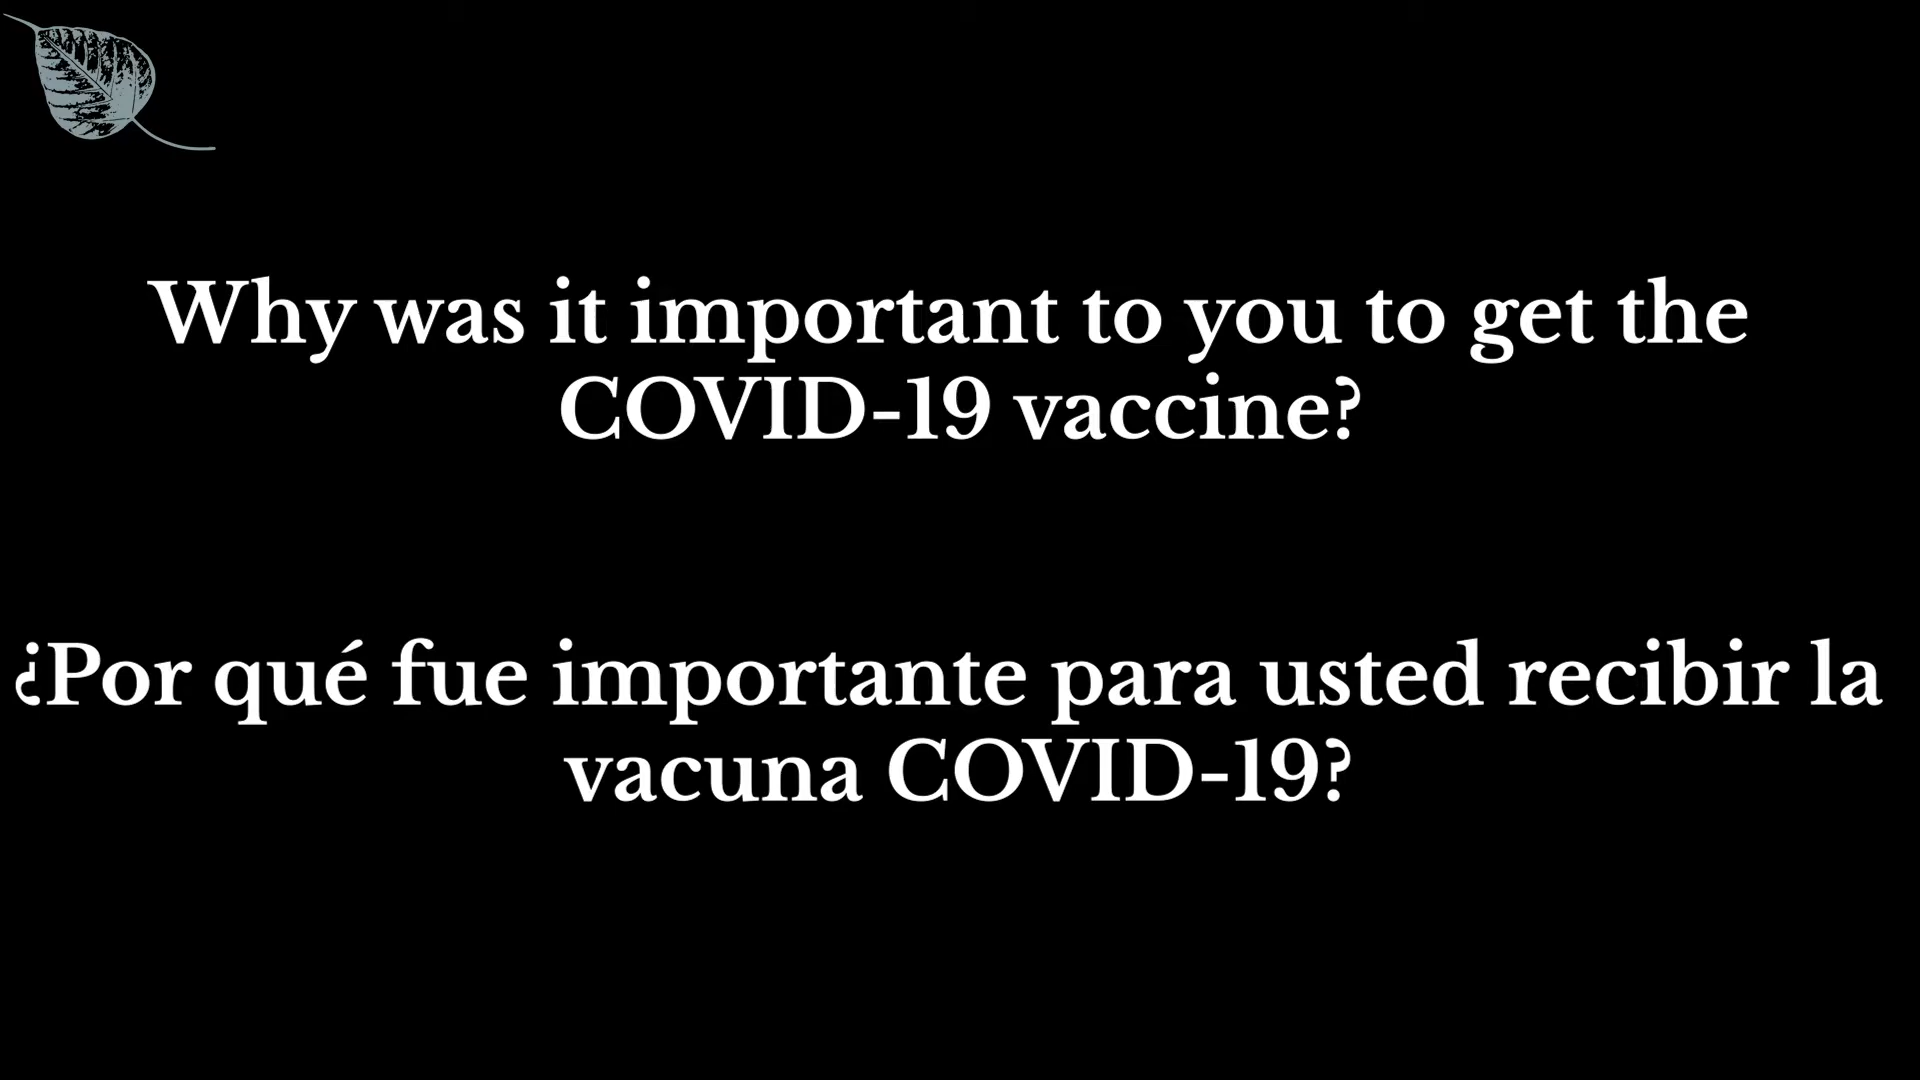 Why was it important to you to get the
COVID-19 vaccine?
¿Por qué fue importante para usted recibir la
vacuna COVID-19?